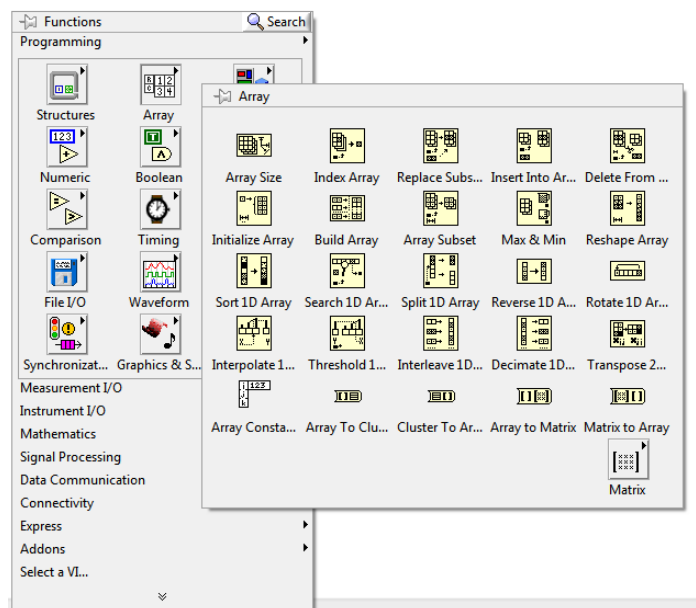 Functions
Search
Programming
Structures
Array
Numeric
Boolean
Comparison
Timing
File I/O
Waveform
Synchronizat...
Graphics & S...
Measurement I/O
Instrument I/O
Mathematics
Signal Processing
Data Communication
Connectivity
Express
Addons
Select a VI...
Array
Array Size
Index Array
Replace Subs...
Insert Into Ar...
Delete From ...
Initialize Array
Build Array
Array Subset
Max & Min
Reshape Array
Sort 1D Array
Search 1D Ar...
Split 1D Array
Reverse 1D A...
Rotate 1D Ar...
Interpolate 1...
Threshold 1...
Interleave 1D...
Decimate 1D...
Transpose 2...
Array Consta...
Array To Clu...
Cluster To Ar...
Array to Matrix
Matrix to Array
Matrix